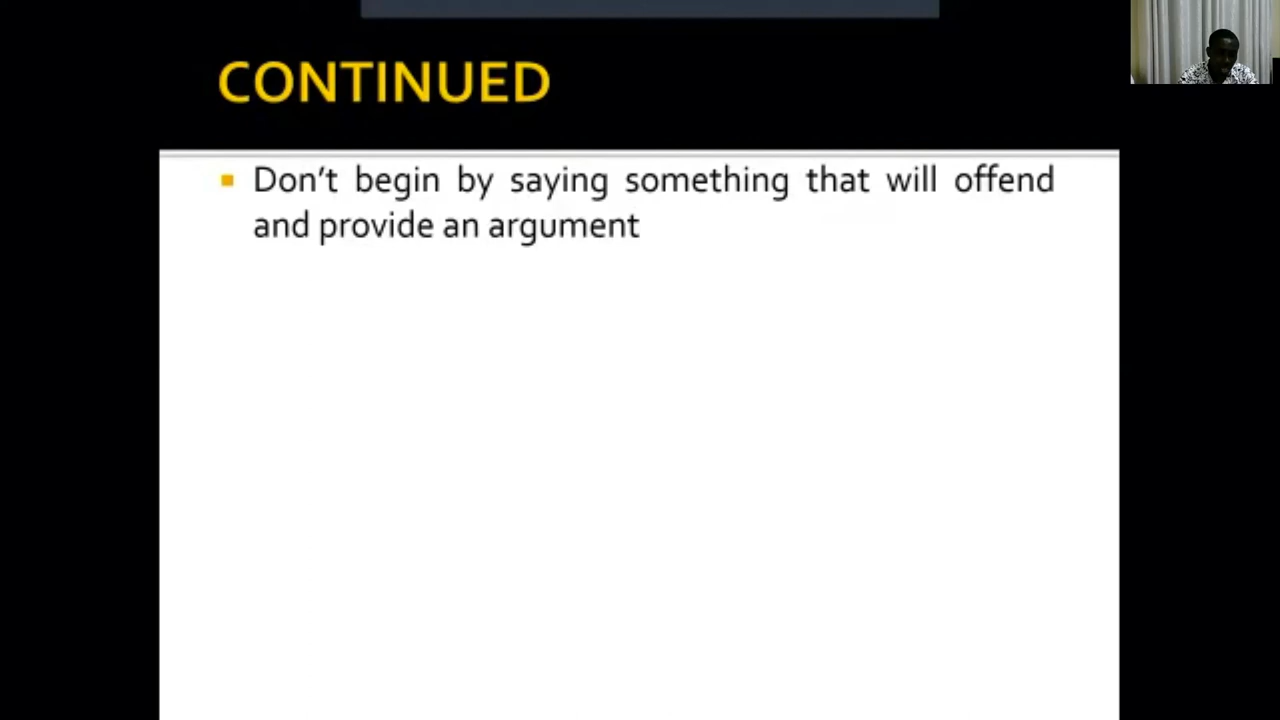 CONTINUED
Don't begin by saying something that will offend
and provide an argument